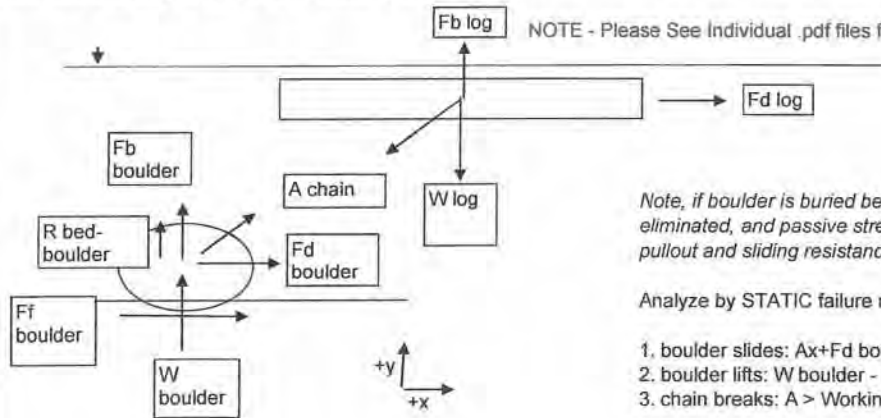 Fb log
NOTE - Please See Individual .pdf files f
Fd log
Fb
boulder
A chain
W log
R bed-
boulder
Fd
boulder
Note, if boulder is buried be
eliminated, and passive stre
pullout and sliding resistanc
Ff
boulder
Analyze by STATIC failure
W
boulder
+y
+x
1. boulder slides: Ax+Fd bo
2. boulder lifts: W boulder -
3. chain breaks: A > Workin